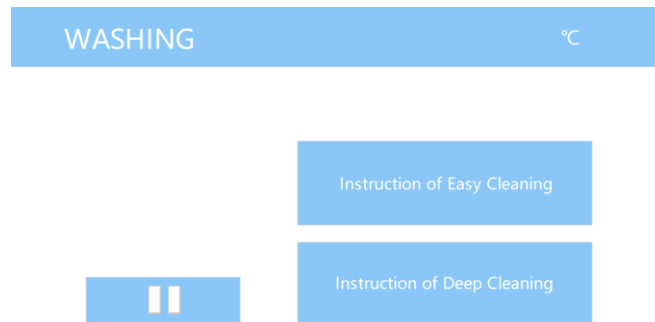 WASHING
℃
Instruction of Easy Cleaning
Instruction of Deep Cleaning